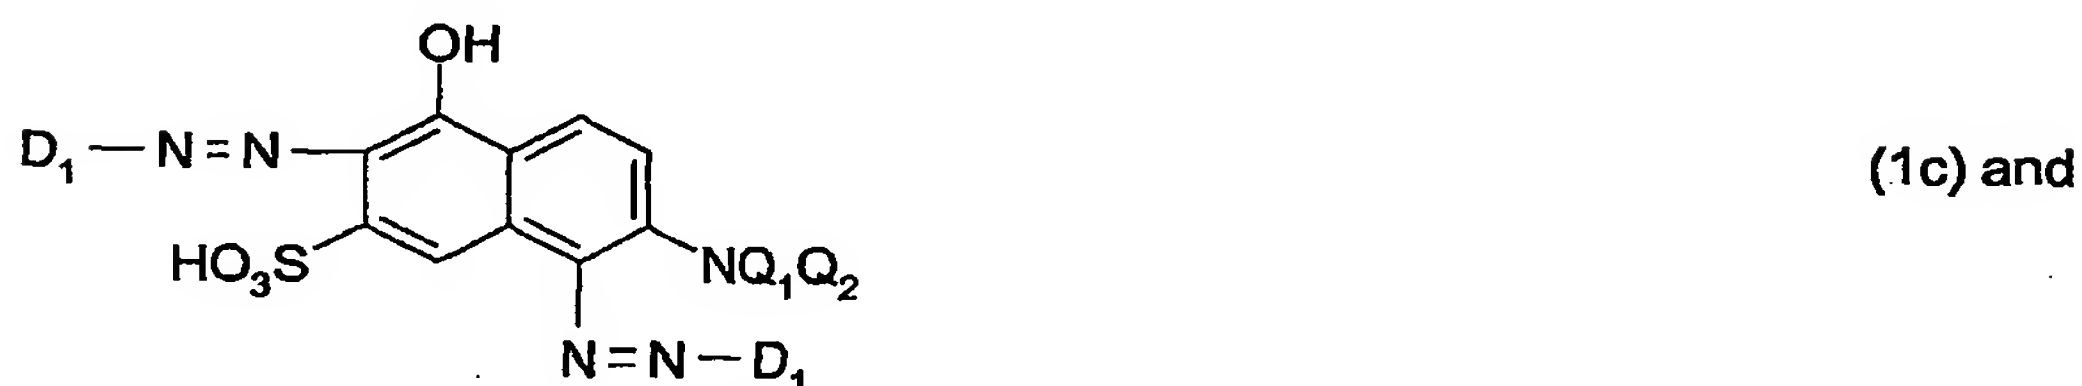 OH
D₁—N=N
(1c) and
HO₃S
NQ₁Q₂
N=N—D₁